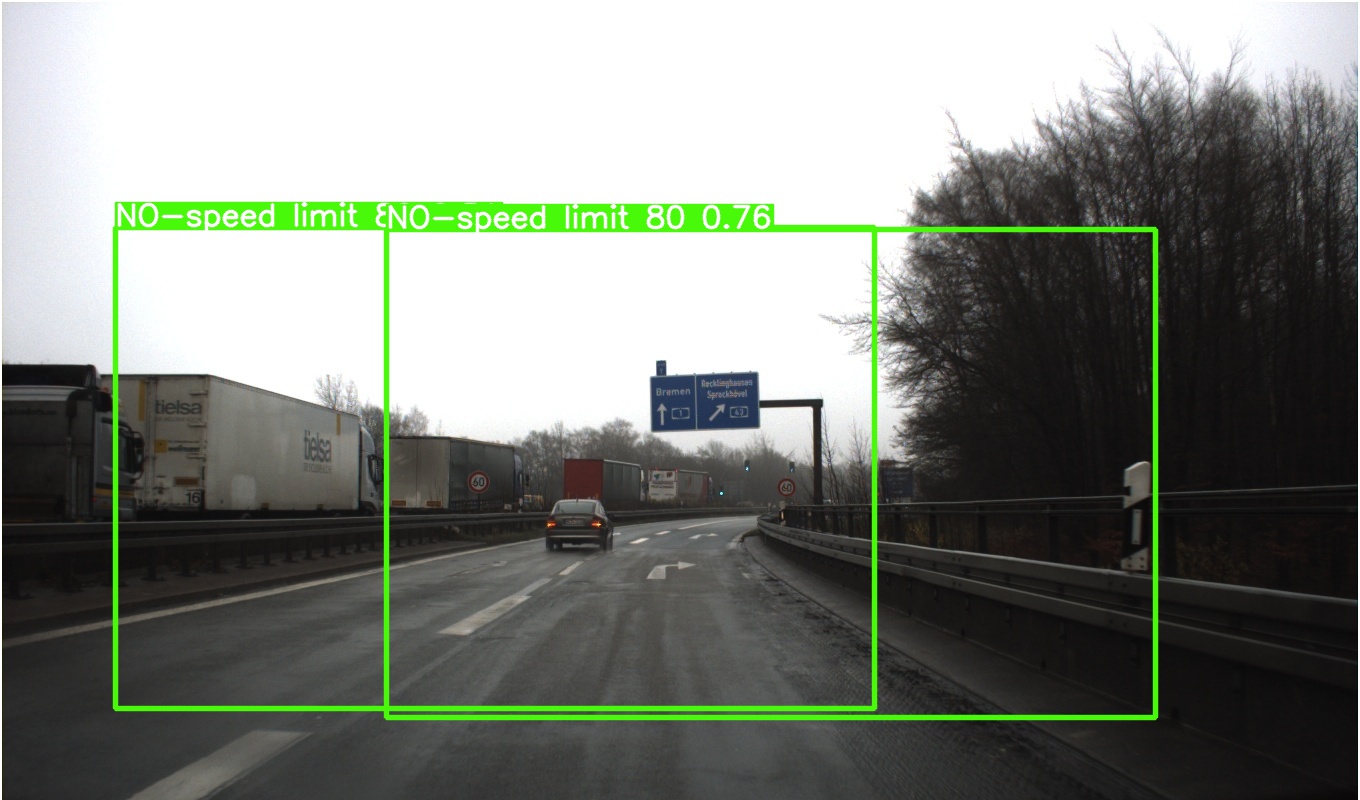 NO-speed limit 8
NO-speed limit 80 0.76
Bremen
1
Recklinghausen
Sprockhövel
43
tielsa
tielsa
16
60
60